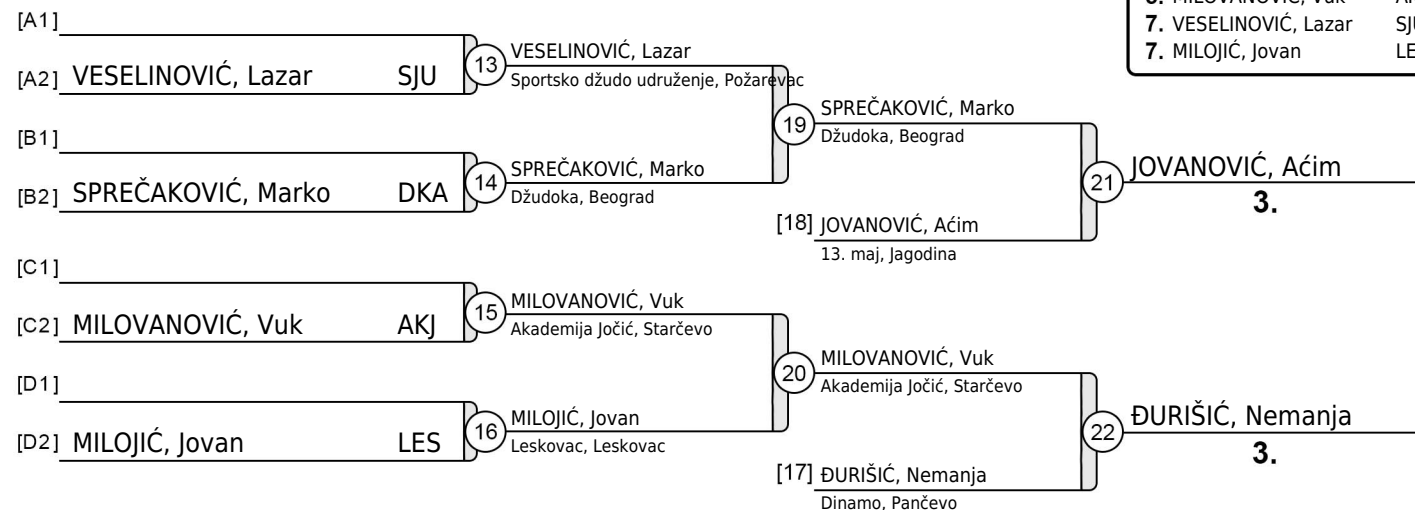 [A1]
[A2] VESELINOVIĆ, Lazar SJU
13
VESELINOVIĆ, Lazar
Sportsko džudo udruženje, Požarevac
[B1]
[B2] SPREČAKOVIĆ, Marko DKA
14
SPREČAKOVIĆ, Marko
Džudoka, Beograd
19
SPREČAKOVIĆ, Marko
Džudoka, Beograd
[18] JOVANOVIĆ, Aćim
13. maj, Jagodina
21
JOVANOVIĆ, Aćim
3.
[C1]
[C2] MILOVANOVIĆ, Vuk AKJ
15
MILOVANOVIĆ, Vuk
Akademija Jočić, Starčevo
[D1]
[D2] MILOJIĆ, Jovan LES
16
MILOJIĆ, Jovan
Leskovac, Leskovac
20
MILOVANOVIĆ, Vuk
Akademija Jočić, Starčevo
[17] ĐURIŠIĆ, Nemanja
Dinamo, Pančevo
22
ĐURIŠIĆ, Nemanja
3.
MILOVANOVIĆ, Vuk
7. VESELINOVIĆ, Lazar
7. MILOJIĆ, Jovan